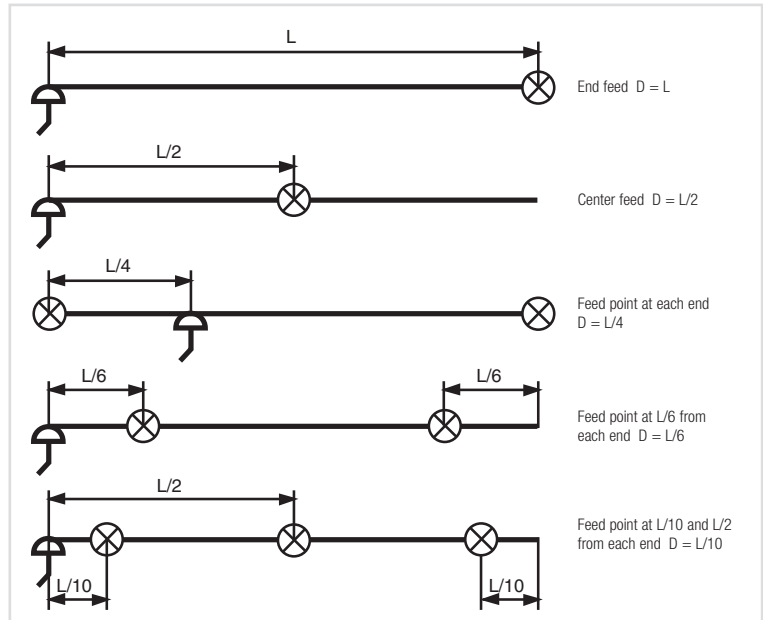 L
End feed D = L
L/2
Center feed D = L/2
L/4
Feed point at each end
D = L/4
L/6
L/6
Feed point at L/6 from
each end D = L/6
L/2
Feed point at L/10 and L/2
from each end D = L/10
L/10
L/10